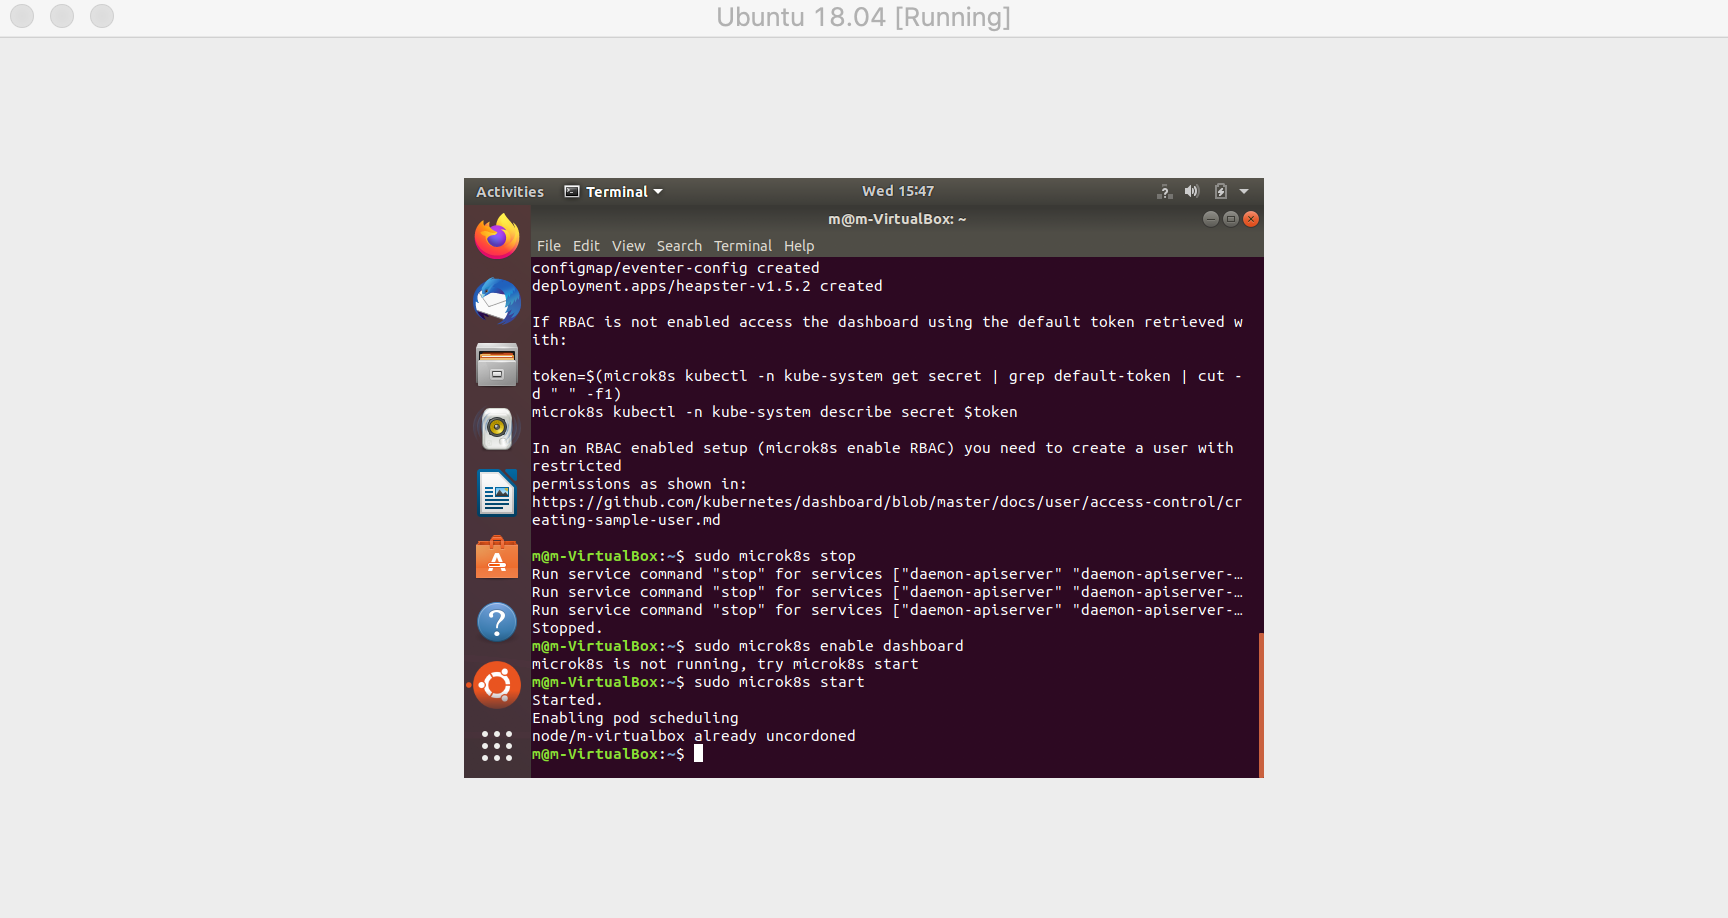 Ubuntu 18.04 [Running]
Activities Terminal Wed 15:47
m@m-VirtualBox: ~
File Edit View Search Terminal Help
configmap/eventer-config created
deployment.apps/heapster-v1.5.2 created
If RBAC is not enabled access the dashboard using the default token retrieved w
ith:
token=$(microk8s kubectl -n kube-system get secret | grep default-token | cut -
d " " -f1)
microk8s kubectl -n kube-system describe secret $token
In an RBAC enabled setup (microk8s enable RBAC) you need to create a user with
restricted
permissions as shown in:
https://github.com/kubernetes/dashboard/blob/master/docs/user/access-control/cr
eating-sample-user.md
m@m-VirtualBox:~$ sudo microk8s stop
Run service command "stop" for services ["daemon-apiserver" "daemon-apiserver-…
Run service command "stop" for services ["daemon-apiserver" "daemon-apiserver-…
Run service command "stop" for services ["daemon-apiserver" "daemon-apiserver-…
Stopped.
m@m-VirtualBox:~$ sudo microk8s enable dashboard
microk8s is not running, try microk8s start
m@m-VirtualBox:~$ sudo microk8s start
Started.
Enabling pod scheduling
node/m-virtualbox already uncordoned
m@m-VirtualBox:~$